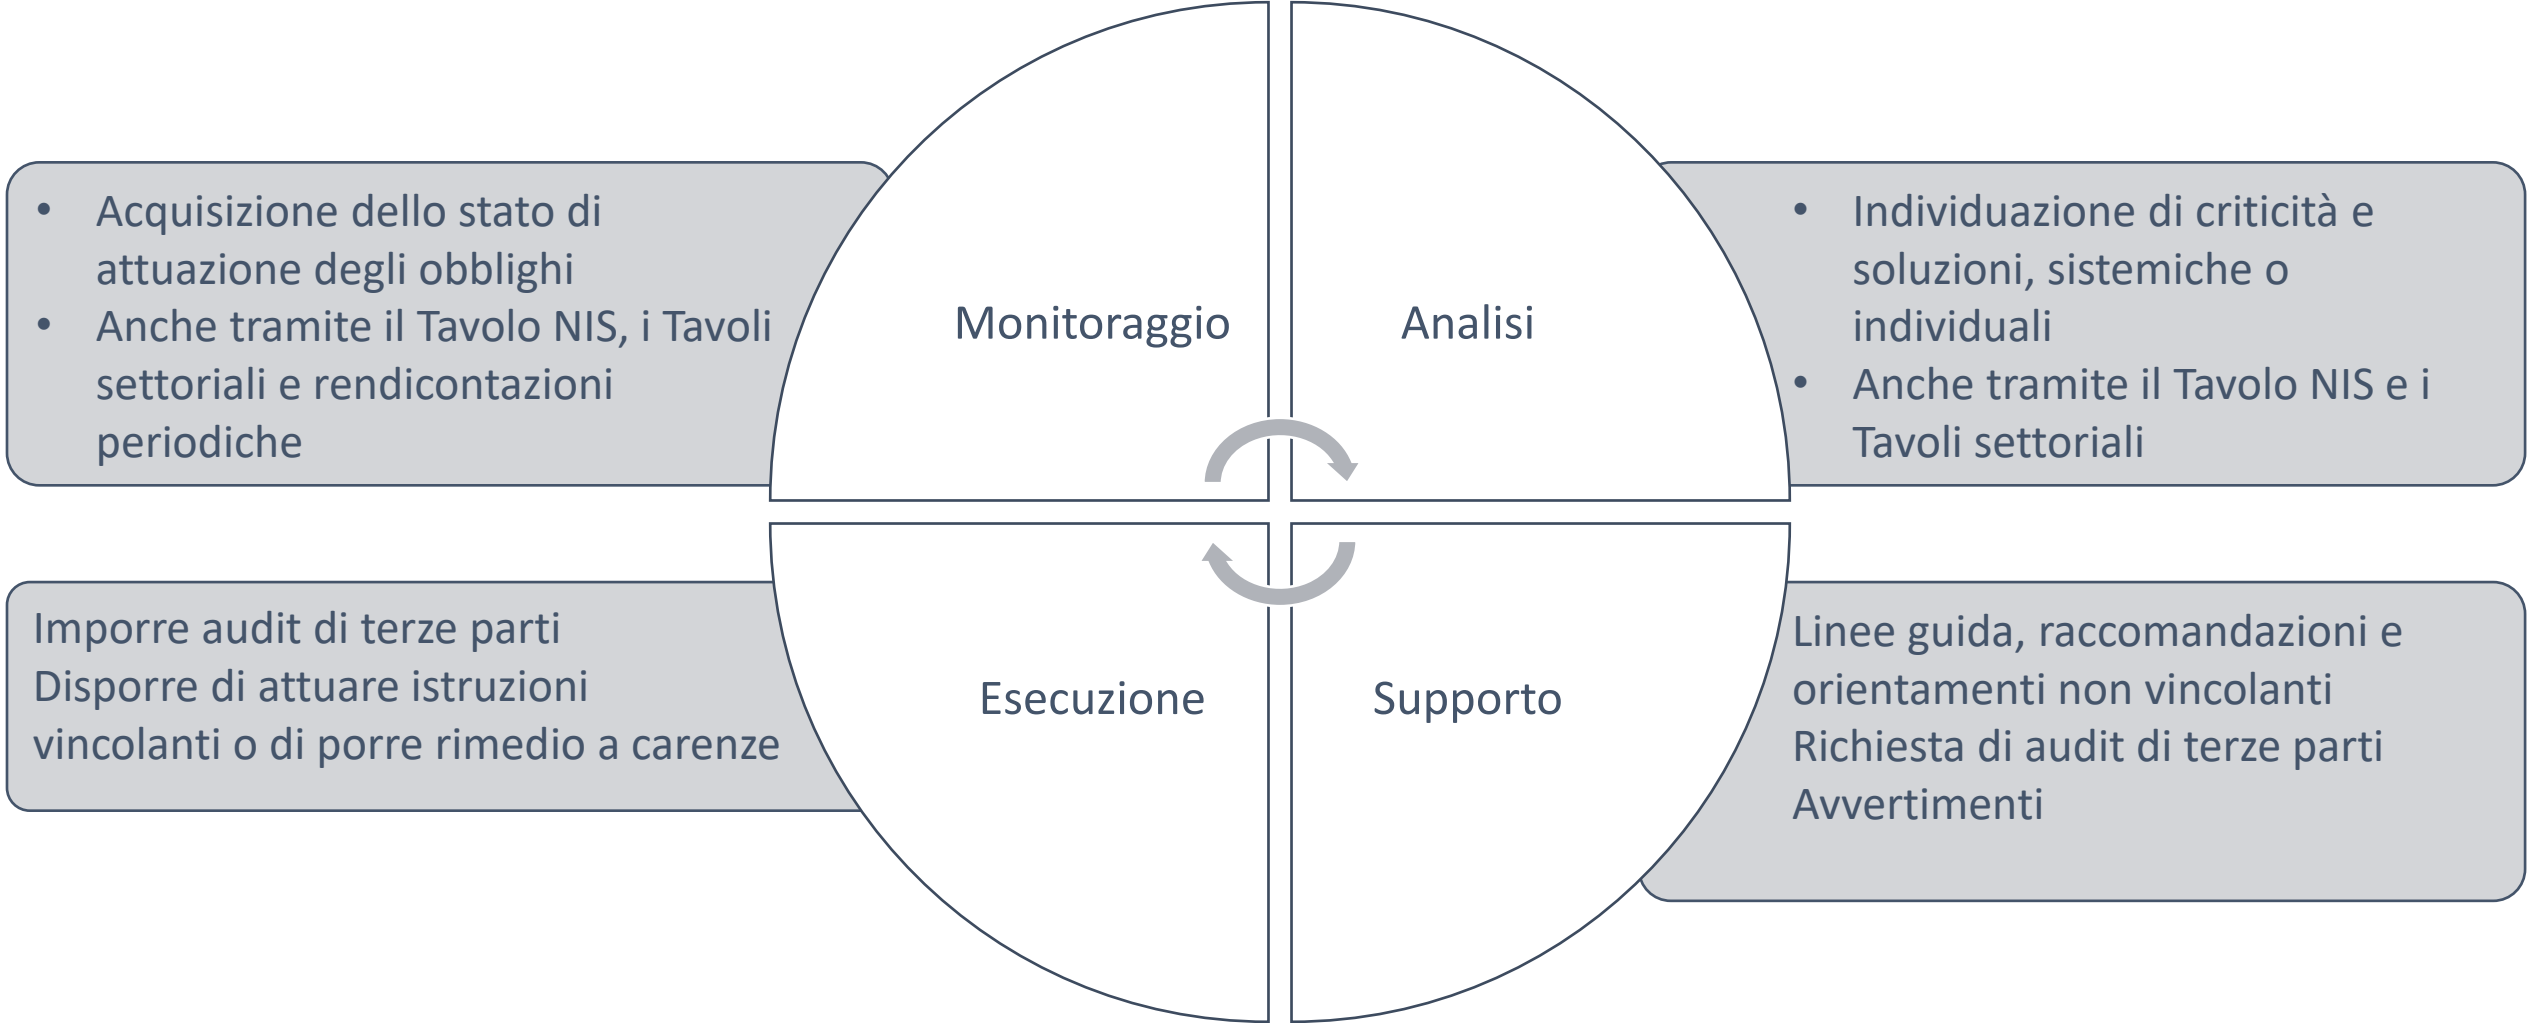 Monitoraggio
• Acquisizione dello stato di
attuazione degli obblighi
• Anche tramite il Tavolo NIS, i Tavoli
settoriali e rendicontazioni
periodiche
Analisi
• Individuazione di criticità e
soluzioni, sistemiche o
individuali
• Anche tramite il Tavolo NIS e i
Tavoli settoriali
Supporto
Linee guida, raccomandazioni e
orientamenti non vincolanti
Richiesta di audit di terze parti
Avvertimenti
Esecuzione
Imporre audit di terze parti
Disporre di attuare istruzioni
vincolanti o di porre rimedio a carenze